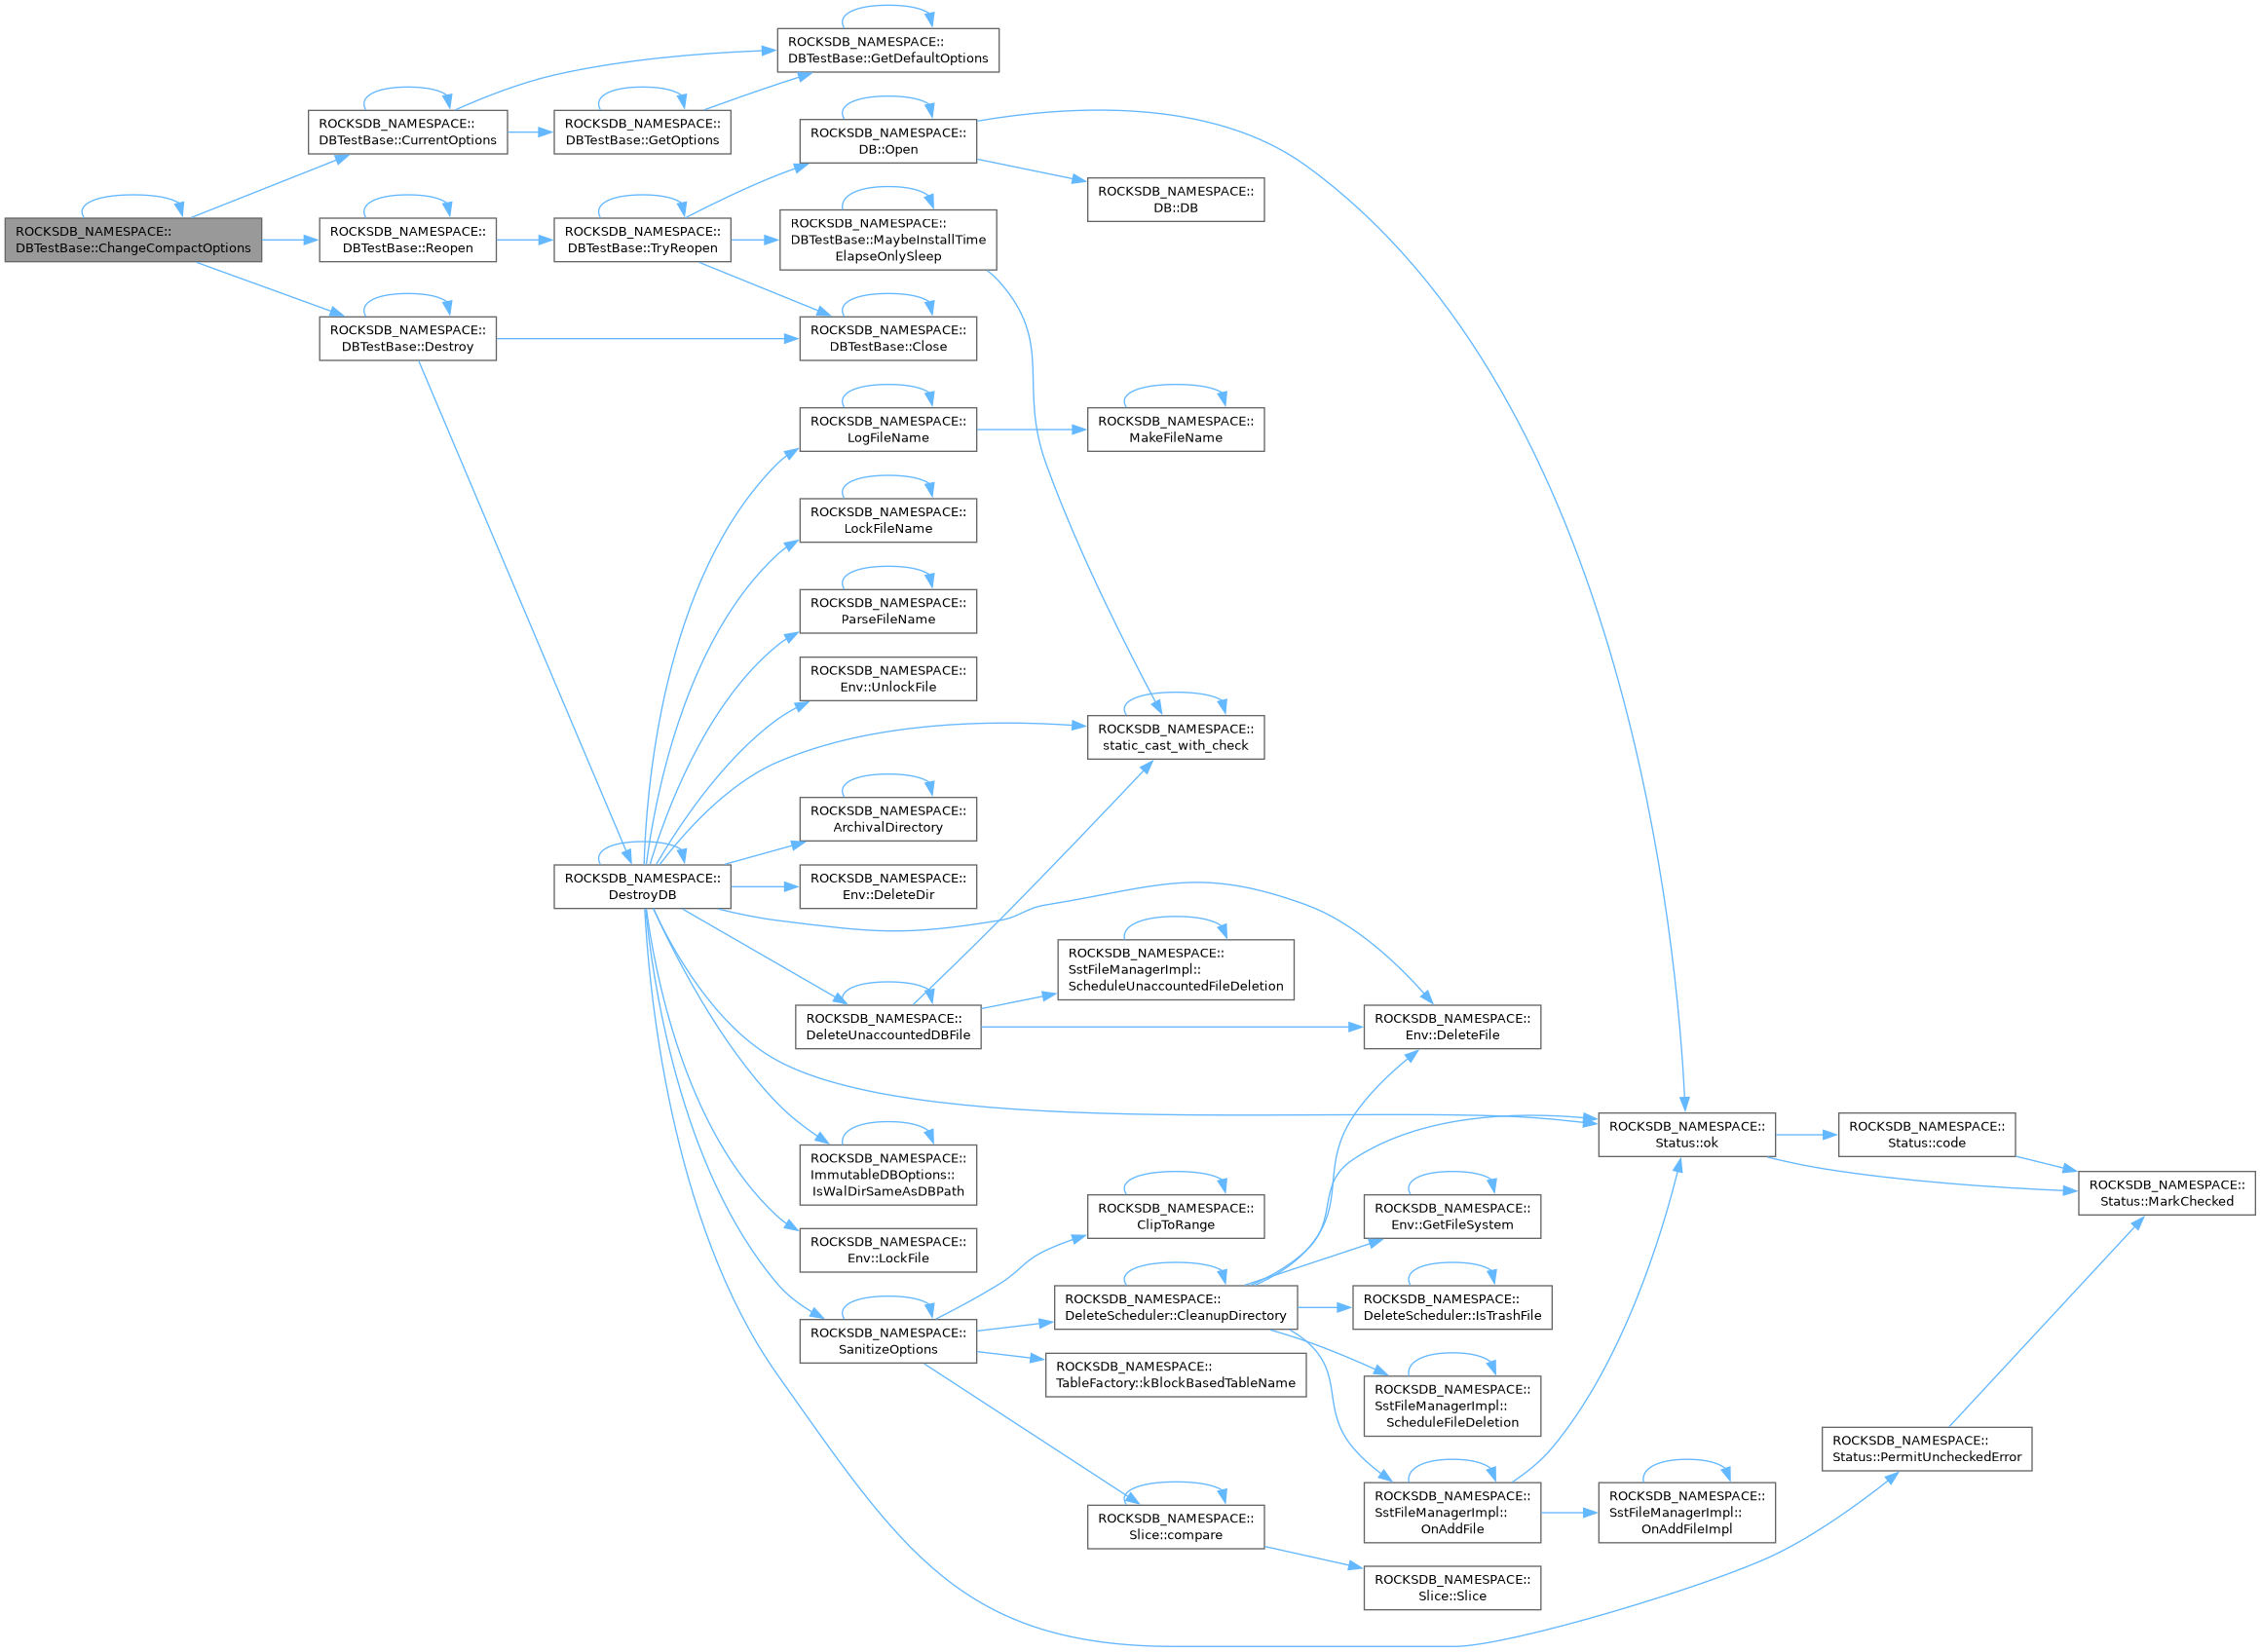 ROCKSDB_NAMESPACE::
DBTestBase::ChangeCompactOptions
ROCKSDB_NAMESPACE::
DBTestBase::CurrentOptions
ROCKSDB_NAMESPACE::
DBTestBase::Reopen
ROCKSDB_NAMESPACE::
DBTestBase::Destroy
ROCKSDB_NAMESPACE::
DBTestBase::GetOptions
ROCKSDB_NAMESPACE::
DBTestBase::TryReopen
ROCKSDB_NAMESPACE::
DestroyDB
ROCKSDB_NAMESPACE::
DBTestBase::GetDefaultOptions
ROCKSDB_NAMESPACE::
DB::Open
ROCKSDB_NAMESPACE::
DBTestBase::MaybeInstallTime
ElapseOnlySleep
ROCKSDB_NAMESPACE::
DBTestBase::Close
ROCKSDB_NAMESPACE::
LogFileName
ROCKSDB_NAMESPACE::
LockFileName
ROCKSDB_NAMESPACE::
ParseFileName
ROCKSDB_NAMESPACE::
Env::UnlockFile
ROCKSDB_NAMESPACE::
ArchivalDirectory
ROCKSDB_NAMESPACE::
Env::DeleteDir
ROCKSDB_NAMESPACE::
DeleteUnaccountedDBFile
ROCKSDB_NAMESPACE::
ImmutableDBOptions::
IsWalDirSameAsDBPath
ROCKSDB_NAMESPACE::
Env::LockFile
ROCKSDB_NAMESPACE::
SanitizeOptions
ROCKSDB_NAMESPACE::
DB::DB
ROCKSDB_NAMESPACE::
MakeFileName
ROCKSDB_NAMESPACE::
static_cast_with_check
ROCKSDB_NAMESPACE::
SstFileManagerImpl::
ScheduleUnaccountedFileDeletion
ROCKSDB_NAMESPACE::
ClipToRange
ROCKSDB_NAMESPACE::
DeleteScheduler::CleanupDirectory
ROCKSDB_NAMESPACE::
TableFactory::kBlockBasedTableName
ROCKSDB_NAMESPACE::
Slice::compare
ROCKSDB_NAMESPACE::
Env::DeleteFile
ROCKSDB_NAMESPACE::
Env::GetFileSystem
ROCKSDB_NAMESPACE::
DeleteScheduler::IsTrashFile
ROCKSDB_NAMESPACE::
SstFileManagerImpl::
ScheduleFileDeletion
ROCKSDB_NAMESPACE::
SstFileManagerImpl::
OnAddFile
ROCKSDB_NAMESPACE::
Slice::Slice
ROCKSDB_NAMESPACE::
Status::ok
ROCKSDB_NAMESPACE::
SstFileManagerImpl::
OnAddFileImpl
ROCKSDB_NAMESPACE::
Status::code
ROCKSDB_NAMESPACE::
Status::PermitUncheckedError
ROCKSDB_NAMESPACE::
Status::MarkChecked